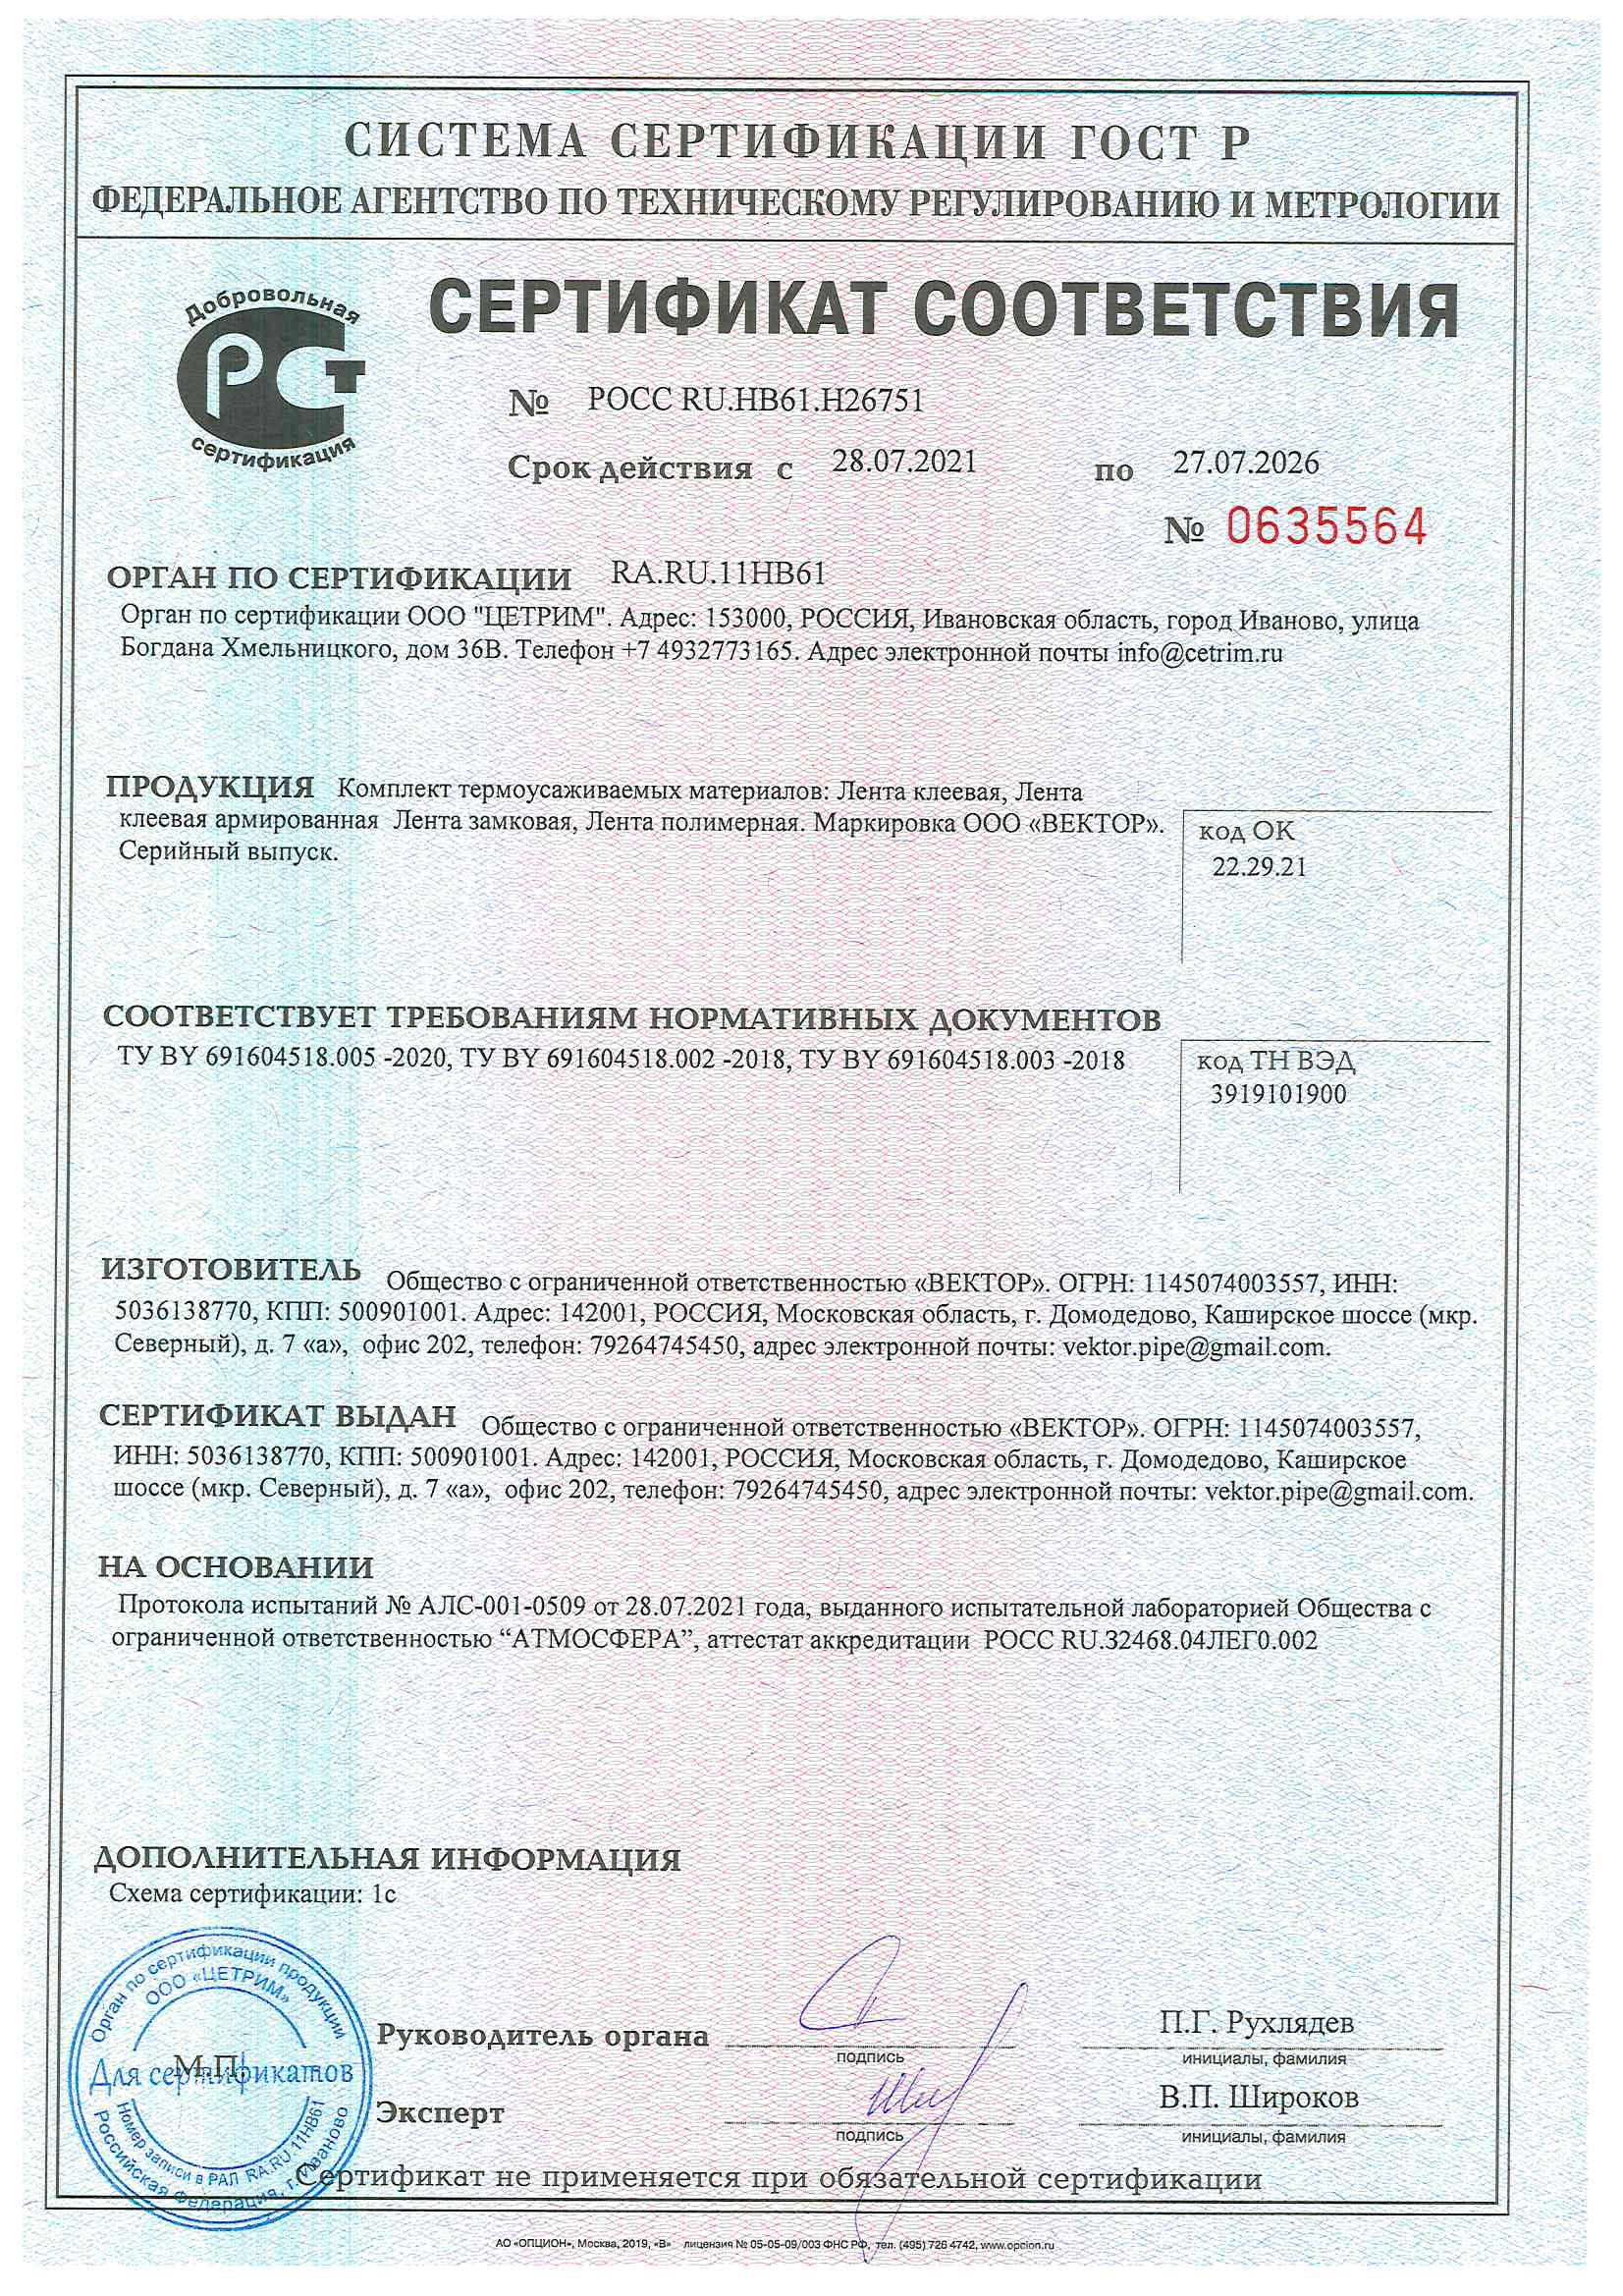 СИСТЕМА СЕРТИФИКАЦИИ ГОСТ Р
ФЕДЕРАЛЬНОЕ АГЕНТСТВО ПО ТЕХНИЧЕСКОМУ РЕГУЛИРОВАНИЮ И МЕТРОЛОГИИ
Добровольная
РСТ
сертификация
СЕРТИФИКАТ СООТВЕТСТВИЯ
№ РОСС RU.НВ61.Н26751
Срок действия с 28.07.2021 по 27.07.2026
№ 0635564
ОРГАН ПО СЕРТИФИКАЦИИ RA.RU.11НВ61
Орган по сертификации ООО "ЦЕТРИМ". Адрес: 153000, РОССИЯ, Ивановская область, город Иваново, улица
Богдана Хмельницкого, дом 36В. Телефон +7 4932773165. Адрес электронной почты info@cetrim.ru
ПРОДУКЦИЯ Комплект термоусаживаемых материалов: Лента клеевая, Лента
клеевая армированная Лента замковая, Лента полимерная. Маркировка ООО «ВЕКТОР».
Серийный выпуск.
код ОК
22.29.21
СООТВЕТСТВУЕТ ТРЕБОВАНИЯМ НОРМАТИВНЫХ ДОКУМЕНТОВ
ТУ BY 691604518.005 -2020, ТУ BY 691604518.002 -2018, ТУ BY 691604518.003 -2018
код ТН ВЭД
3919101900
ИЗГОТОВИТЕЛЬ Общество с ограниченной ответственностью «ВЕКТОР». ОГРН: 1145074003557, ИНН:
5036138770, КПП: 500901001. Адрес: 142001, РОССИЯ, Московская область, г. Домодедово, Каширское шоссе (мкр.
Северный), д. 7 «а», офис 202, телефон: 79264745450, адрес электронной почты: vektor.pipe@gmail.com.
СЕРТИФИКАТ ВЫДАН Общество с ограниченной ответственностью «ВЕКТОР». ОГРН: 1145074003557,
ИНН: 5036138770, КПП: 500901001. Адрес: 142001, РОССИЯ, Московская область, г. Домодедово, Каширское
шоссе (мкр. Северный), д. 7 «а», офис 202, телефон: 79264745450, адрес электронной почты: vektor.pipe@gmail.com.
НА ОСНОВАНИИ
Протокола испытаний № АЛС-001-0509 от 28.07.2021 года, выданного испытательной лабораторией Общества с
ограниченной ответственностью “АТМОСФЕРА”, аттестат аккредитации РОСС RU.32468.04ЛЕГ0.002
ДОПОЛНИТЕЛЬНАЯ ИНФОРМАЦИЯ
Схема сертификации: 1с
Орган по сертификации продукции
ООО «ЦЕТРИМ»
Для сертификатов
М.П.
Номер записи в РАЛ RA.RU.11НВ61
Российская Федерация, г. Иваново
Руководитель органа
подпись
П.Г. Рухлядев
инициалы, фамилия
Эксперт
подпись
В.П. Широков
инициалы, фамилия
Сертификат не применяется при обязательной сертификации
АО «ОПЦИОН», Москва, 2019, «В» лицензия № 05-05-09/003 ФНС РФ, тел. (495) 726 4742, www.opcion.ru